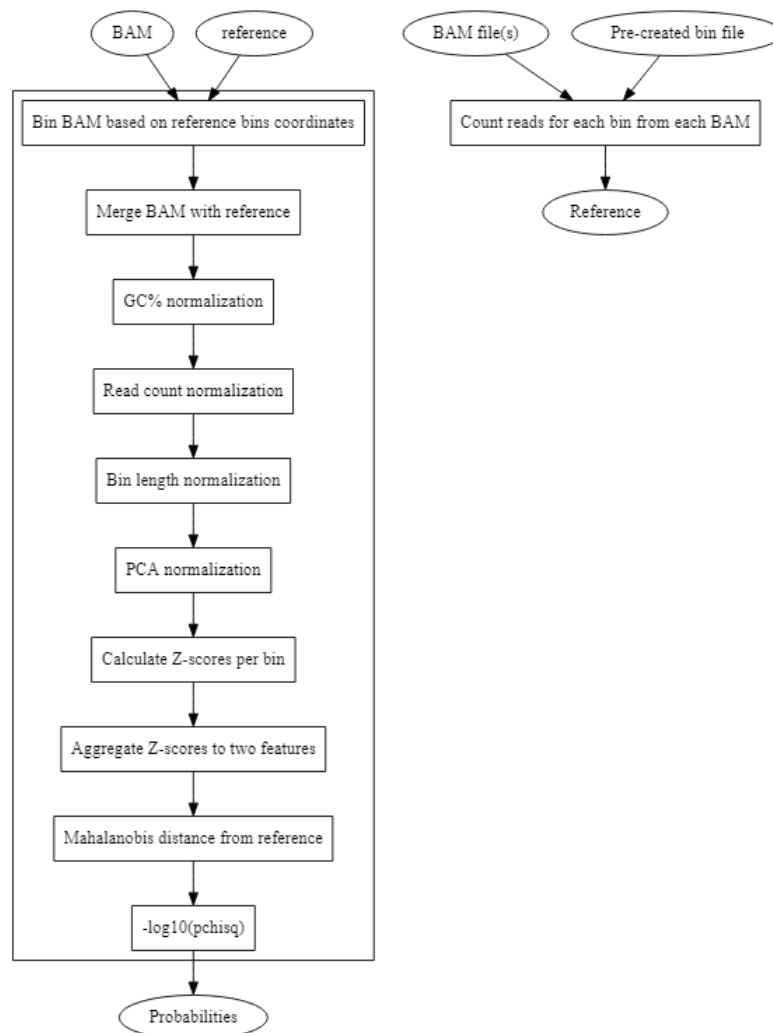 BAM
reference
Bin BAM based on reference bins coordinates
Merge BAM with reference
GC% normalization
Read count normalization
Bin length normalization
PCA normalization
Calculate Z-scores per bin
Aggregate Z-scores to two features
Mahalanobis distance from reference
-log10(pchisq)
Probabilities
BAM file(s)
Pre-created bin file
Count reads for each bin from each BAM
Reference